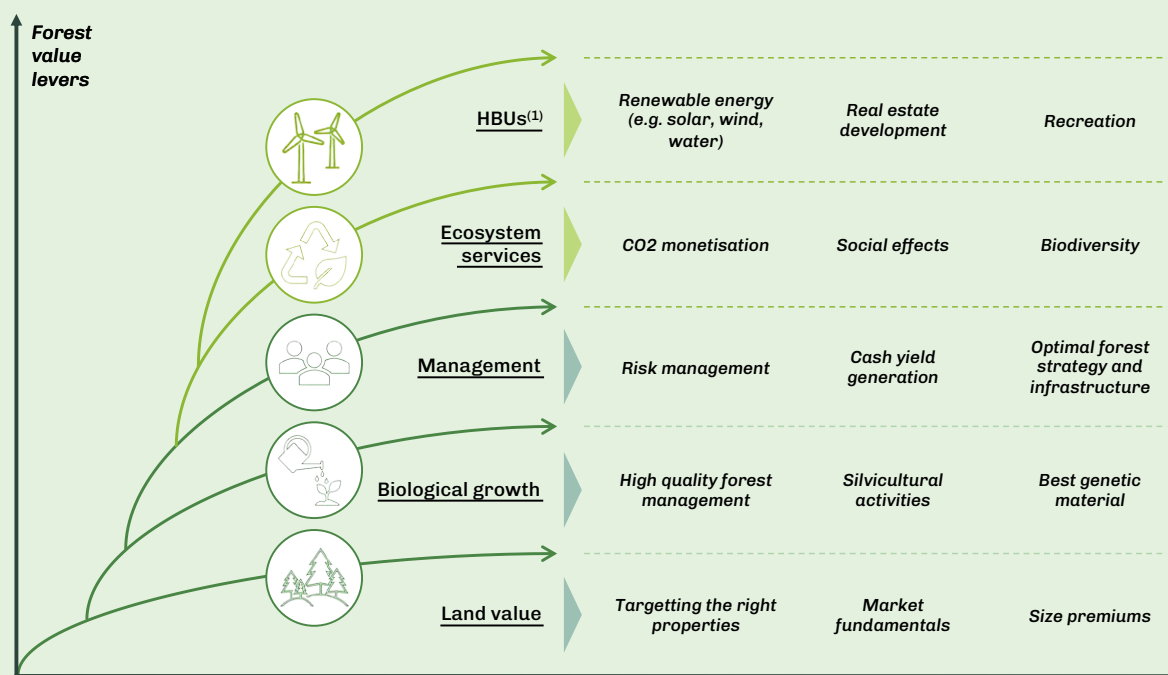 Forest
value
levers
HBUs(1)
Renewable energy
(e.g. solar, wind,
water)
Real estate
development
Recreation
Ecosystem
services
CO2 monetisation
Social effects
Biodiversity
Management
Risk management
Cash yield
generation
Optimal forest
strategy and
infrastructure
Biological growth
High quality forest
management
Silvicultural
activities
Best genetic
material
Land value
Targetting the right
properties
Market
fundamentals
Size premiums